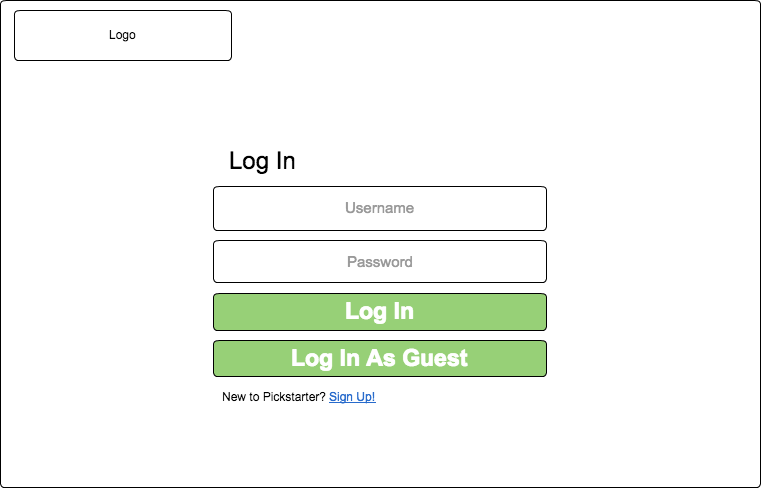 Logo
Log In
Username
Password
Log In
Log In As Guest
New to Pickstarter? Sign Up!